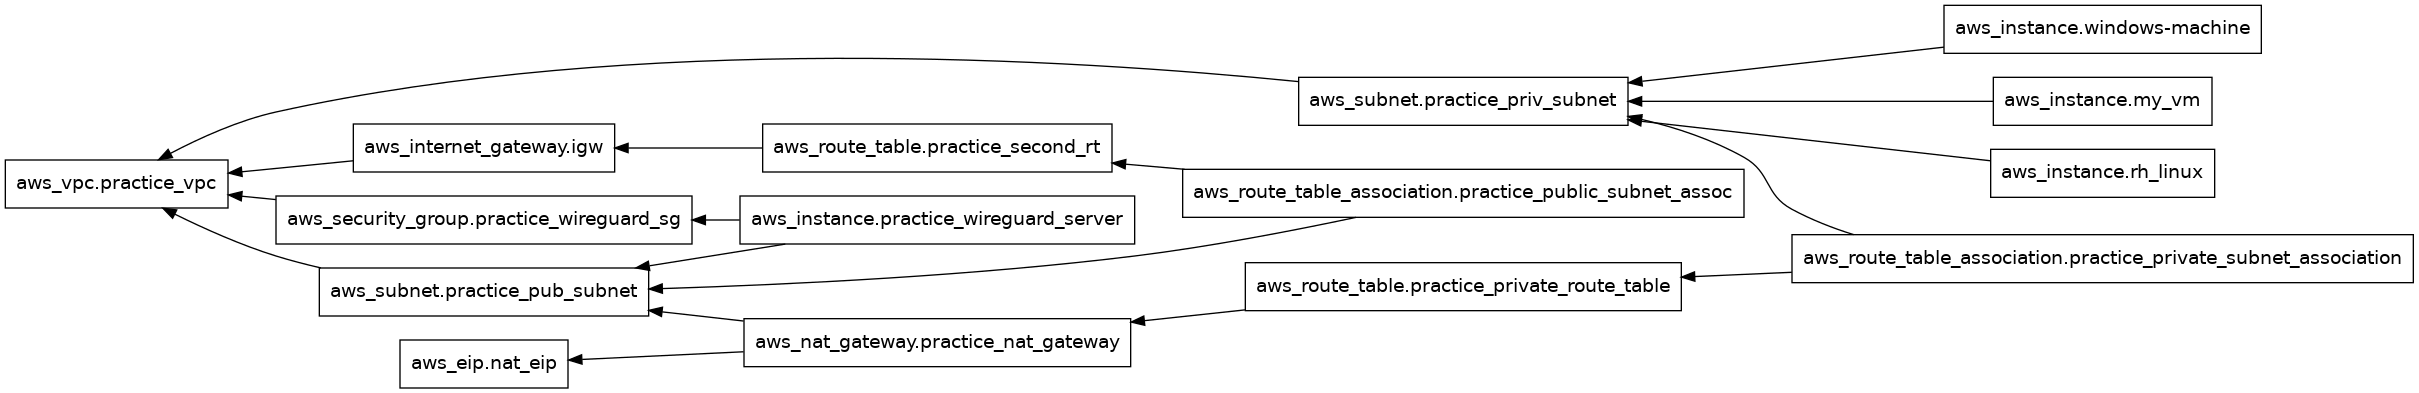 aws_instance.windows-machine
aws_subnet.practice_priv_subnet
aws_instance.my_vm
aws_internet_gateway.igw
aws_route_table.practice_second_rt
aws_instance.rh_linux
aws_vpc.practice_vpc
aws_route_table_association.practice_public_subnet_assoc
aws_security_group.practice_wireguard_sg
aws_instance.practice_wireguard_server
aws_route_table_association.practice_private_subnet_association
aws_subnet.practice_pub_subnet
aws_route_table.practice_private_route_table
aws_nat_gateway.practice_nat_gateway
aws_eip.nat_eip